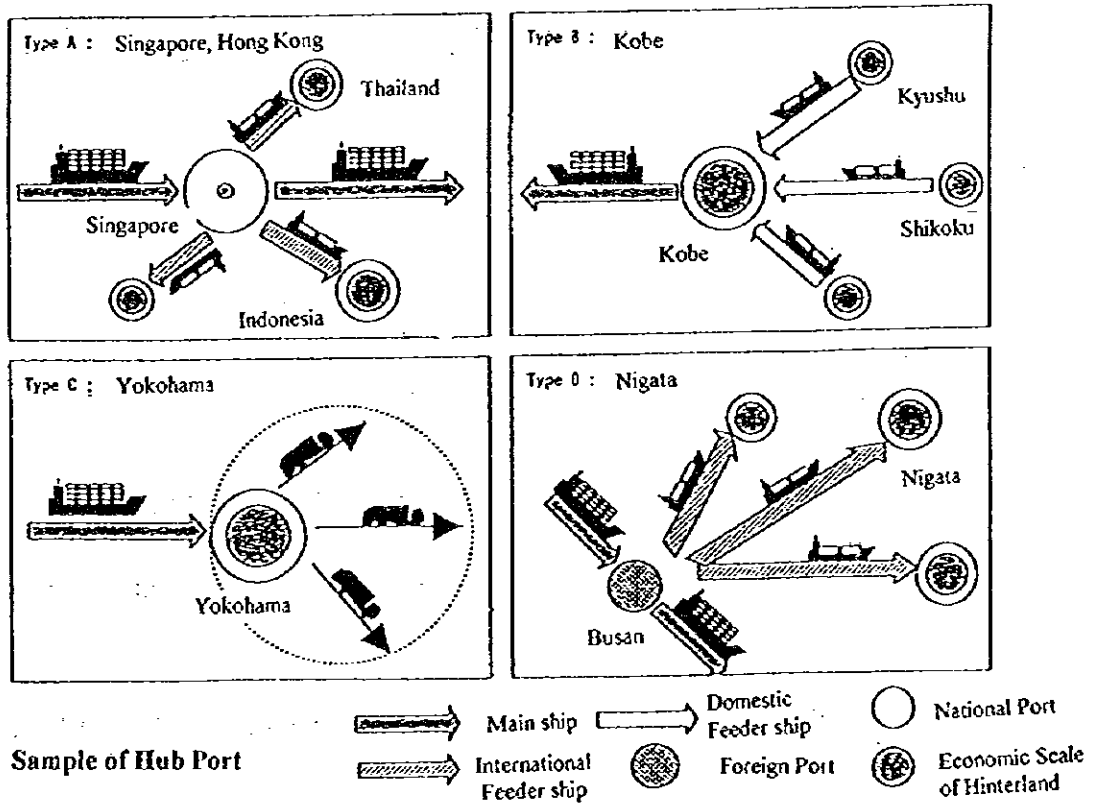 Type A : Singapore, Hong Kong
Thailand
Singapore
Indonesia
Type B : Kobe
Kyushu
Shikoku
Kobe
Type C : Yokohama
Yokohama
Type D : Nigata
Nigata
Busan
Main ship
Domestic
Feeder ship
National Port
Sample of Hub Port
International
Feeder ship
Foreign Port
Economic Scale
of Hinterland